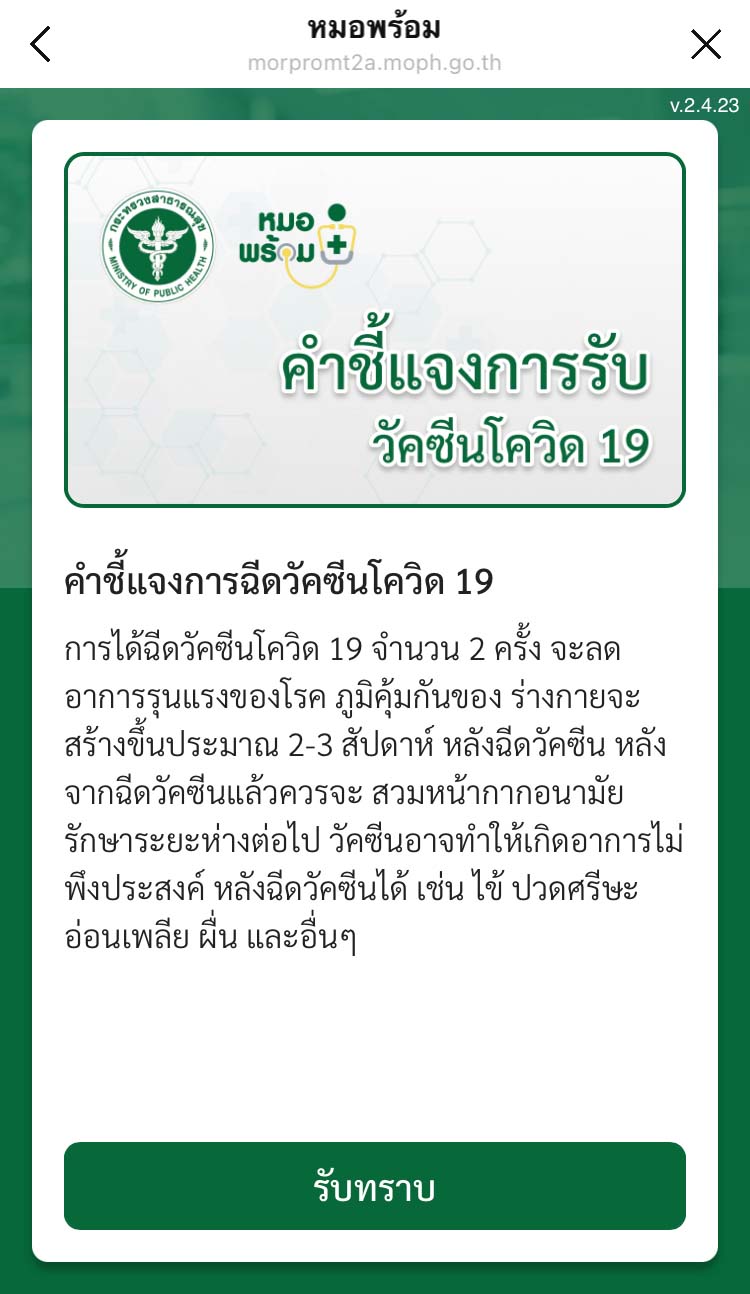 หมอพร้อม
morpromt2a.moph.go.th
v.2.4.23
กระทรวงสาธารณสุข
MINISTRY OF PUBLIC HEALTH
หมอ
พร้อม
คำชี้แจงการรับ
วัคซีนโควิด 19
คำชี้แจงการฉีดวัคซีนโควิด 19
การได้ฉีดวัคซีนโควิด 19 จำนวน 2 ครั้ง จะลด
อาการรุนแรงของโรค ภูมิคุ้มกันของ ร่างกายจะ
สร้างขึ้นประมาณ 2-3 สัปดาห์ หลังฉีดวัคซีน หลัง
จากฉีดวัคซีนแล้วควรจะ สวมหน้ากากอนามัย
รักษาระยะห่างต่อไป วัคซีนอาจทำให้เกิดอาการไม่
พึงประสงค์ หลังฉีดวัคซีนได้ เช่น ไข้ ปวดศรีษะ
อ่อนเพลีย ผื่น และอื่นๆ
รับทราบ